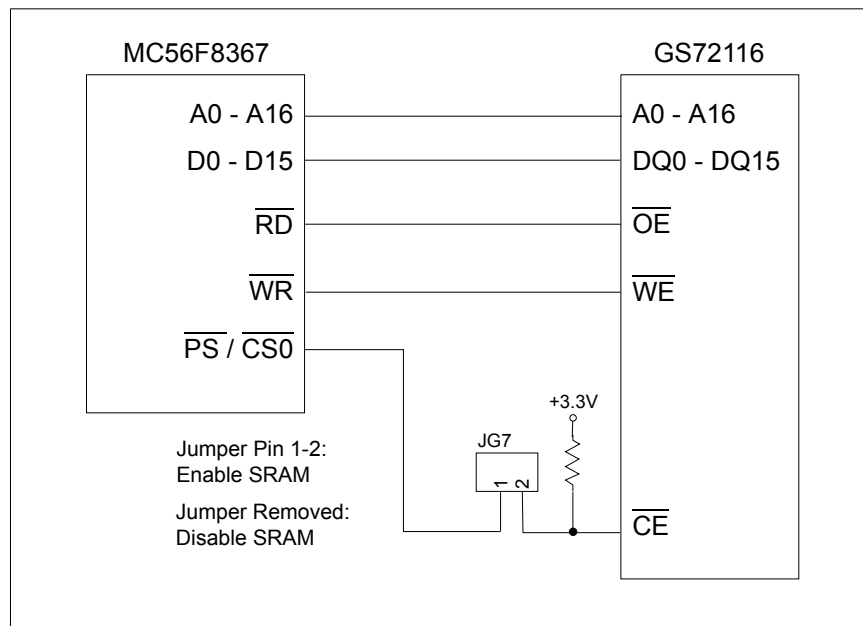 MC56F8367
GS72116
A0 - A16
A0 - A16
D0 - D15
DQ0 - DQ15
RD
OE
WR
WE
PS / CS0
+3.3V
JG7
1
2
Jumper Pin 1-2:
Enable SRAM
Jumper Removed:
Disable SRAM
CE